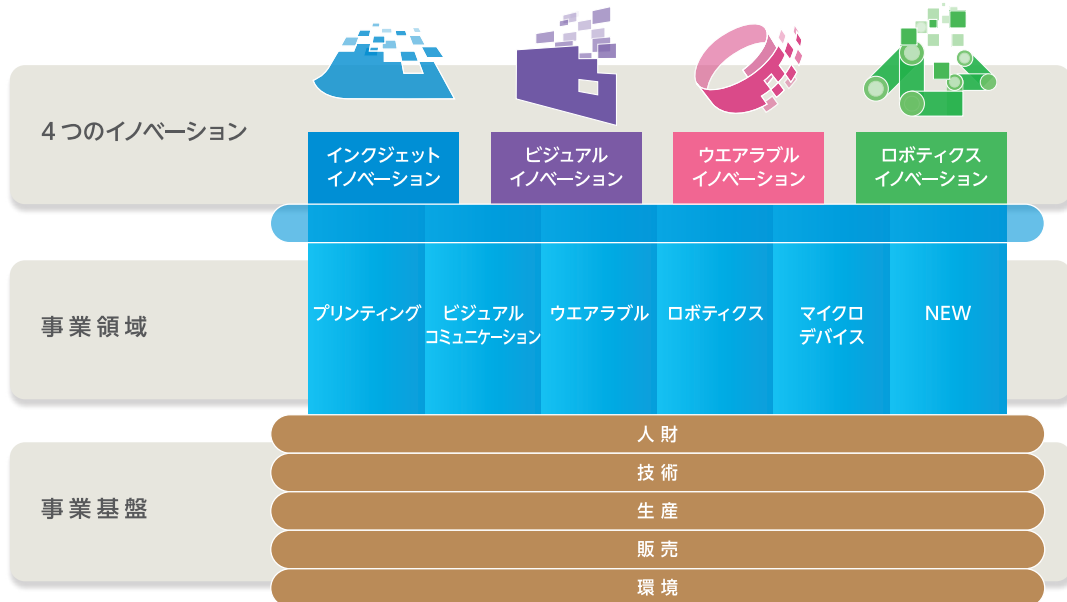 4つのイノベーション
インクジェット
イノベーション
ビジュアル
イノベーション
ウエアラブル
イノベーション
ロボティクス
イノベーション
事業領域
プリンティング
ビジュアル
コミュニケーション
ウエアラブル
ロボティクス
マイクロ
デバイス
NEW
事業基盤
人財
技術
生産
販売
環境